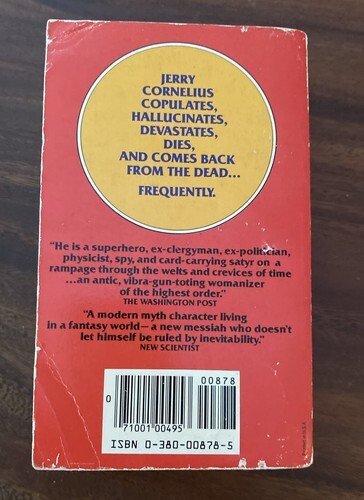 JERRY
CORNELIUS
COPULATES,
HALLUCINATES,
DEVASTATES,
DIES,
AND COMES BACK
FROM THE DEAD...
FREQUENTLY.
"He is a superhero, ex-clergyman, ex-politician,
physicist, spy, and card-carrying satyr on a
rampage through the welts and crevices of time
...an antic, vibra-gun-toting womanizer
of the highest order."
THE WASHINGTON POST
"A modern myth character living
in a fantasy world—a new messiah who doesn't
let himself be ruled by inevitability."
NEW SCIENTIST
00878
0
71001 00495
ISBN 0-380-00878-5